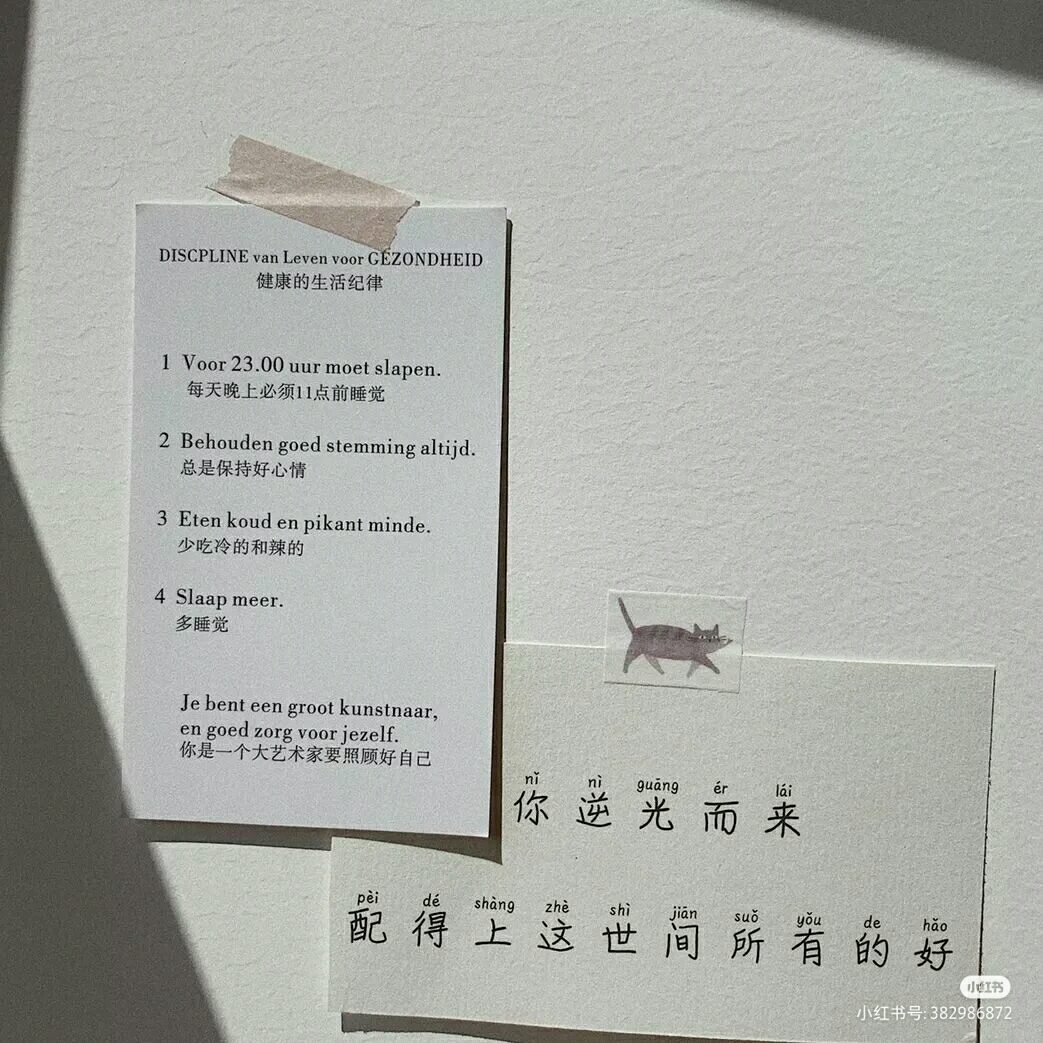 DISCPLINE van Leven voor GEZONDHEID
健康的生活纪律
1 Voor 23.00 uur moet slapen.
每天晚上必须11点前睡觉
2 Behouden goed stemming altijd.
总是保持好心情
3 Eten koud en pikant minde.
少吃冷的和辣的
4 Slaap meer.
多睡觉
Je bent een groot kunstnaar,
en goed zorg voor jezelf.
你是一个大艺术家要照顾好自己
nǐ nì guāng ér lái
你逆光而来
pèi dé shàng zhè shì jiān suǒ yǒu de hǎo
配得上这世间所有的好
小红书
小红书号: 382986872